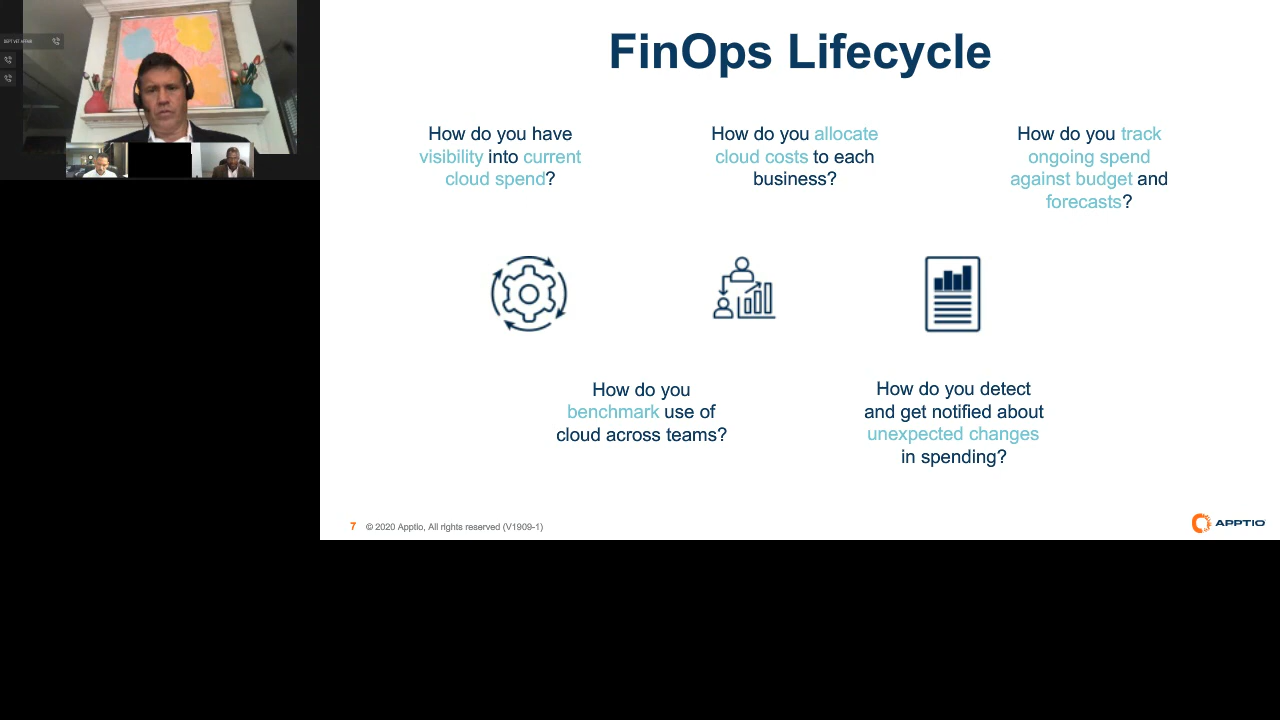 FinOps Lifecycle
How do you have
visibility into current
cloud spend?
How do you allocate
cloud costs to each
business?
How do you track
ongoing spend
against budget and
forecasts?
How do you
benchmark use of
cloud across teams?
How do you detect
and get notified about
unexpected changes
in spending?
7 © 2020 Apptio, All rights reserved (V1909-1)
APPTIO